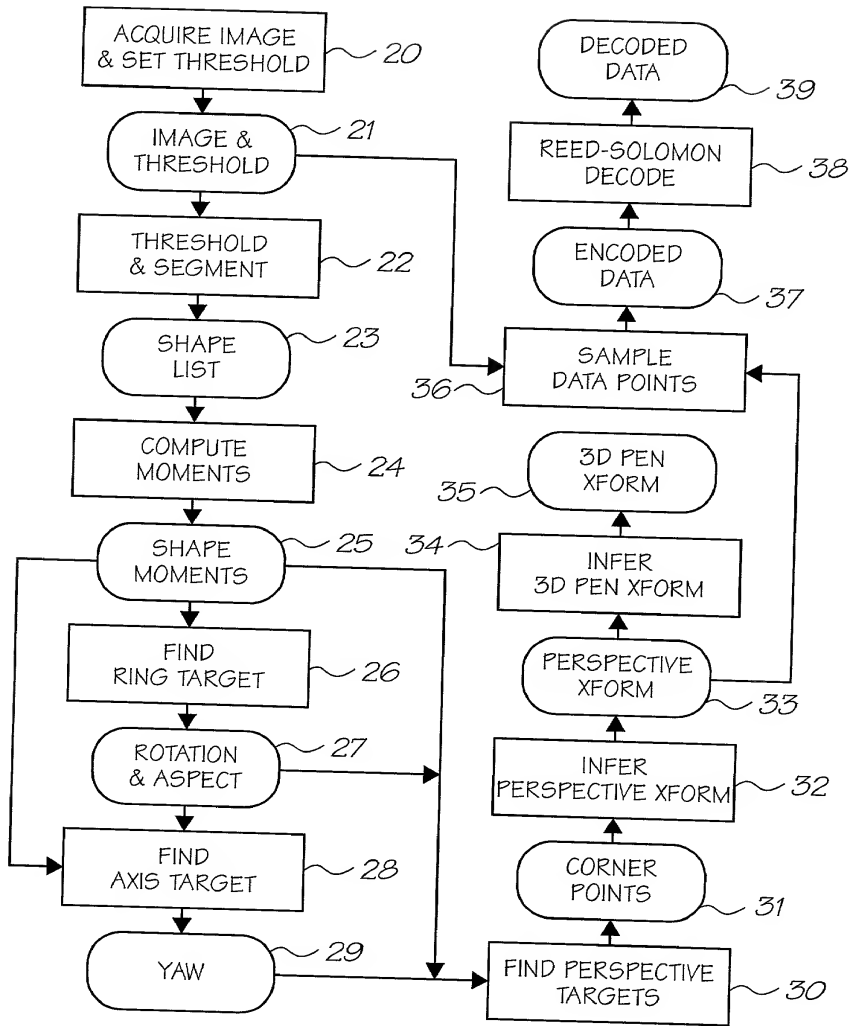 ACQUIRE IMAGE
& SET THRESHOLD
20
IMAGE &
THRESHOLD
21
THRESHOLD
& SEGMENT
22
SHAPE
LIST
23
COMPUTE
MOMENTS
24
SHAPE
MOMENTS
25
FIND
RING TARGET
26
ROTATION
& ASPECT
27
FIND
AXIS TARGET
28
YAW
29
FIND PERSPECTIVE
TARGETS
30
CORNER
POINTS
31
INFER
PERSPECTIVE XFORM
32
PERSPECTIVE
XFORM
33
INFER
3D PEN XFORM
34
3D PEN
XFORM
35
SAMPLE
DATA POINTS
36
ENCODED
DATA
37
REED-SOLOMON
DECODE
38
DECODED
DATA
39